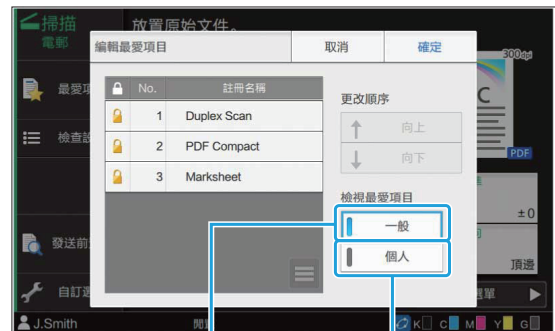 掃描
電郵
放置原始文件。
編輯最愛項目
取消
確定
300dpi
最愛項
檢查設
No.
註冊名稱
1
Duplex Scan
2
PDF Compact
3
Marksheet
更改順序
向上
向下
檢視最愛項目
一般
個人
C
PDF
±0
頂邊
發送前
自訂選
選單
J.Smith
K
C
M
Y
G